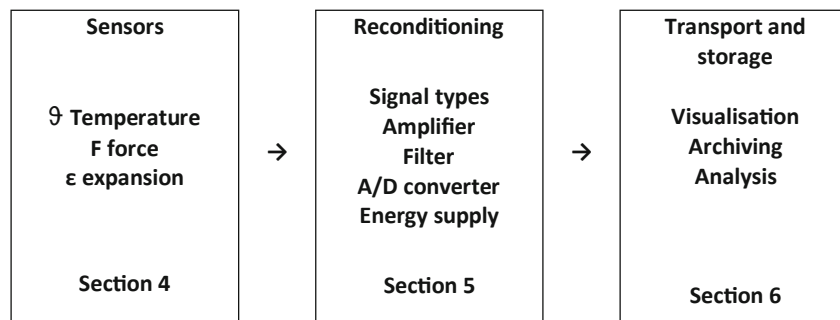 Sensors
ϑ Temperature
F force
ε expansion
Section 4
→
Reconditioning
Signal types
Amplifier
Filter
A/D converter
Energy supply
Section 5
→
Transport and
storage
Visualisation
Archiving
Analysis
Section 6